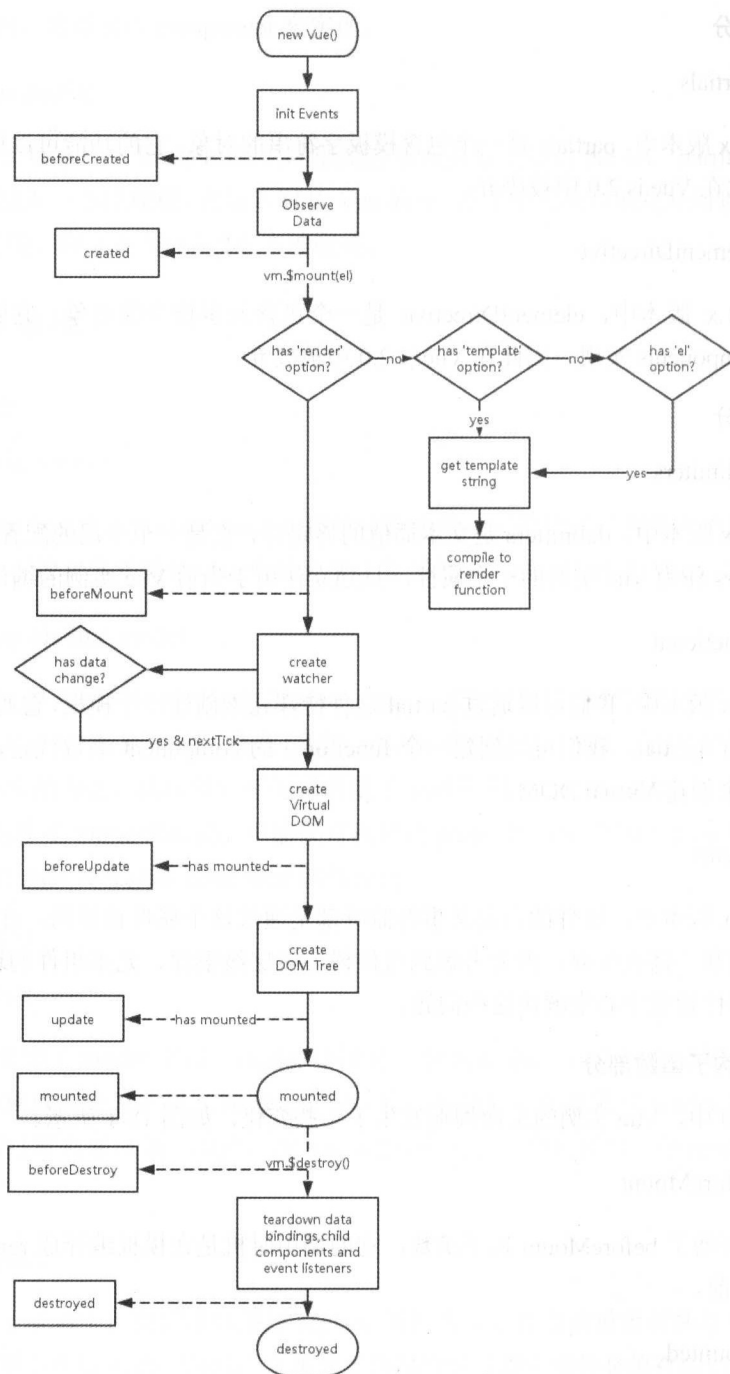 new Vue()
init Events
beforeCreated
Observe
Data
created
vm.$mount(el)
has 'render'
option?
no
has 'template'
option?
no
has 'el'
option?
yes
get template
string
yes
compile to
render
function
beforeMount
has data
change?
create
watcher
yes & nextTick
create
Virtual
DOM
beforeUpdate
has mounted
create
DOM Tree
update
has mounted
mounted
mounted
vm.$destroy()
beforeDestroy
teardown data
bindings,child
components and
event listeners
destroyed
destroyed